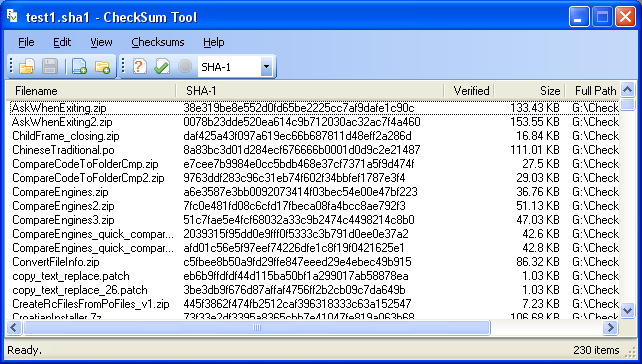 test1.sha1 - CheckSum Tool
File Edit View Checksums Help
SHA-1
Filename SHA-1 Verified Size Full Path
AskWhenExiting.zip 38e319be8e552d0fd65be2225cc7af9dafe1c90c 133.43 KB G:\Check
AskWhenExiting2.zip 0078b23dde520ea614c9b712030ac32ac7f4a460 153.55 KB G:\Check
ChildFrame_closing.zip daf425a43f097a619ec66b687811d48eff2a286d 16.84 KB G:\Check
ChineseTraditional.po 8a83bc3d01d284ecf676666b0001d0d9c2e21487 111.01 KB G:\Check
CompareCodeToFolderCmp.zip e7cee7b9984e0cc5bdb468e37cf7371a5f9d474f 27.5 KB G:\Check
CompareCodeToFolderCmp2.zip 9763ddf283c96c31eb74f602f34bbfef1787e3f4 29.03 KB G:\Check
CompareEngines.zip a6e3587e3bb0092073414f03bec54e00e47bf223 36.76 KB G:\Check
CompareEngines2.zip 7fc0e481fd08c6cfd17fbeca08fa4bcc8ae792f3 51.13 KB G:\Check
CompareEngines3.zip 51c7fae5e4fcf68032a33c9b2474c4498214c8b0 47.03 KB G:\Check
CompareEngines_quick_compar... 2039315f95dd0e9fff0f5333c3b791d0ee0e37a2 42.6 KB G:\Check
CompareEngines_quick_compar... afd01c56e5f97eef74226dfe1c8f19f0421625e1 42.8 KB G:\Check
ConvertFileInfo.zip c5fbee8b50a9fd29ffe847eeed29e4ebec49b915 86.32 KB G:\Check
copy_text_replace.patch eb6b9ffdfdf44d115ba50bf1a299017ab58878ea 1.03 KB G:\Check
copy_text_replace_26.patch 3be3db9f676d87affaf4756ff2b2cb09c7da649b 1.03 KB G:\Check
CreateRcFilesFromPoFiles_v1.zip 445f3862f474fb2512caf396318333c63a152547 7.23 KB G:\Check
CroatianInstaller.7z 73f33e2df3395a8365cbb7e41047fe819a063b68 106.68 KB G:\Check
Ready. 230 items